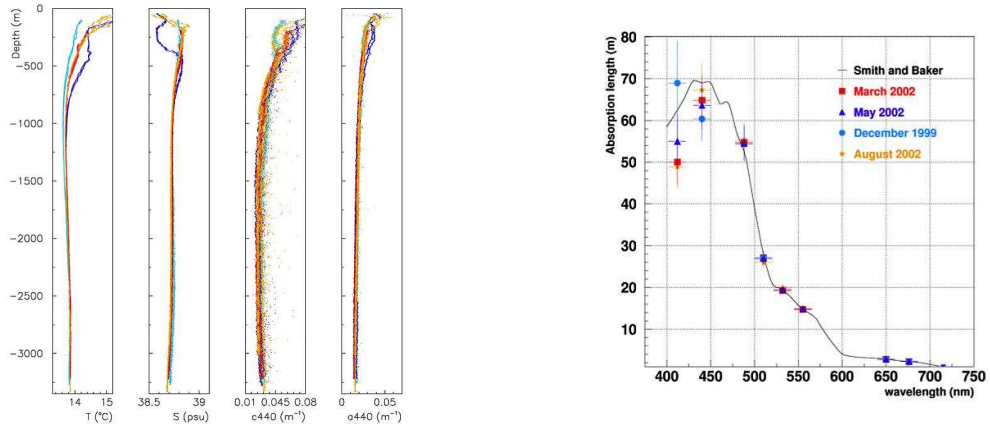 Depth (m)
0
−500
−1000
−1500
−2000
−2500
−3000
14 15
T (°C)
38.5 39
S (psu)
0.01 0.045 0.08
c440 (m⁻¹)
0 0.05
a440 (m⁻¹)
Absorption length (m)
80
70
60
50
40
30
20
10
400 450 500 550 600 650 700 750
wavelength (nm)
Smith and Baker
March 2002
May 2002
December 1999
August 2002